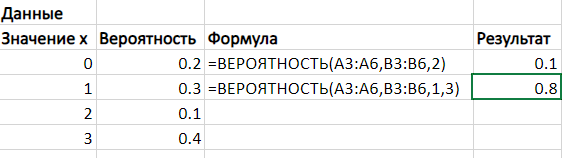 Данные
Значение x Вероятность Формула Результат
0 0.2 =ВЕРОЯТНОСТЬ(A3:A6,B3:B6,2) 0.1
1 0.3 =ВЕРОЯТНОСТЬ(A3:A6,B3:B6,1,3) 0.8
2 0.1
3 0.4